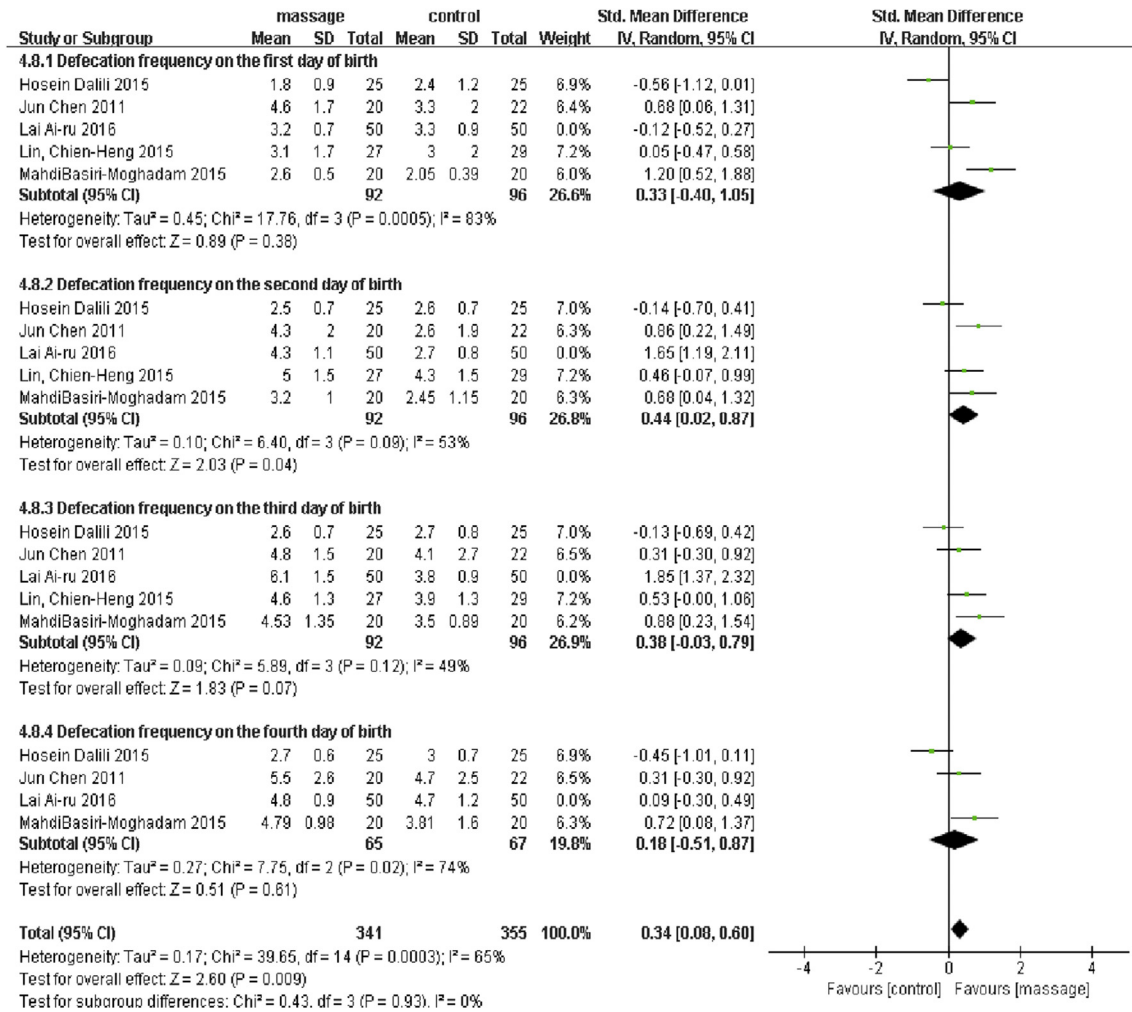 massage control Std. Mean Difference Std. Mean Difference
Study or Subgroup Mean SD Total Mean SD Total Weight IV, Random, 95% CI IV, Random, 95% CI
4.8.1 Defecation frequency on the first day of birth
Hosein Dalili 2015 1.8 0.9 25 2.4 1.2 25 6.9% -0.56 [-1.12, 0.01]
Jun Chen 2011 4.6 1.7 20 3.3 2 22 6.4% 0.68 [0.06, 1.31]
Lai Ai-ru 2016 3.2 0.7 50 3.3 0.9 50 0.0% -0.12 [-0.52, 0.27]
Lin, Chien-Heng 2015 3.1 1.7 27 3 2 29 7.2% 0.05 [-0.47, 0.58]
MahdiBasiri-Moghadam 2015 2.6 0.5 20 2.05 0.39 20 6.0% 1.20 [0.52, 1.88]
Subtotal (95% CI) 92 96 26.6% 0.33 [-0.40, 1.05]
Heterogeneity: Tau² = 0.45; Chi² = 17.76, df = 3 (P = 0.0005); I² = 83%
Test for overall effect: Z = 0.89 (P = 0.38)
4.8.2 Defecation frequency on the second day of birth
Hosein Dalili 2015 2.5 0.7 25 2.6 0.7 25 7.0% -0.14 [-0.70, 0.41]
Jun Chen 2011 4.3 2 20 2.6 1.9 22 6.3% 0.86 [0.22, 1.49]
Lai Ai-ru 2016 4.3 1.1 50 2.7 0.8 50 0.0% 1.65 [1.19, 2.11]
Lin, Chien-Heng 2015 5 1.5 27 4.3 1.5 29 7.2% 0.46 [-0.07, 0.99]
MahdiBasiri-Moghadam 2015 3.2 1 20 2.45 1.15 20 6.3% 0.68 [0.04, 1.32]
Subtotal (95% CI) 92 96 26.8% 0.44 [0.02, 0.87]
Heterogeneity: Tau² = 0.10; Chi² = 6.40, df = 3 (P = 0.09); I² = 53%
Test for overall effect: Z = 2.03 (P = 0.04)
4.8.3 Defecation frequency on the third day of birth
Hosein Dalili 2015 2.6 0.7 25 2.7 0.8 25 7.0% -0.13 [-0.69, 0.42]
Jun Chen 2011 4.8 1.5 20 4.1 2.7 22 6.5% 0.31 [-0.30, 0.92]
Lai Ai-ru 2016 6.1 1.5 50 3.8 0.9 50 0.0% 1.85 [1.37, 2.32]
Lin, Chien-Heng 2015 4.6 1.3 27 3.9 1.3 29 7.2% 0.53 [-0.00, 1.06]
MahdiBasiri-Moghadam 2015 4.53 1.35 20 3.5 0.89 20 6.2% 0.88 [0.23, 1.54]
Subtotal (95% CI) 92 96 26.9% 0.38 [-0.03, 0.79]
Heterogeneity: Tau² = 0.09; Chi² = 5.89, df = 3 (P = 0.12); I² = 49%
Test for overall effect: Z = 1.83 (P = 0.07)
4.8.4 Defecation frequency on the fourth day of birth
Hosein Dalili 2015 2.7 0.6 25 3 0.7 25 6.9% -0.45 [-1.01, 0.11]
Jun Chen 2011 5.5 2.6 20 4.7 2.5 22 6.5% 0.31 [-0.30, 0.92]
Lai Ai-ru 2016 4.8 0.9 50 4.7 1.2 50 0.0% 0.09 [-0.30, 0.49]
MahdiBasiri-Moghadam 2015 4.79 0.98 20 3.81 1.6 20 6.3% 0.72 [0.08, 1.37]
Subtotal (95% CI) 65 67 19.8% 0.18 [-0.51, 0.87]
Heterogeneity: Tau² = 0.27; Chi² = 7.75, df = 2 (P = 0.02); I² = 74%
Test for overall effect: Z = 0.51 (P = 0.61)
Total (95% CI) 341 355 100.0% 0.34 [0.08, 0.60]
Heterogeneity: Tau² = 0.17; Chi² = 39.65, df = 14 (P = 0.0003); I² = 65%
Test for overall effect: Z = 2.60 (P = 0.009)
Test for subgroup differences: Chi² = 0.43, df = 3 (P = 0.93), I² = 0%
-4 -2 0 2 4
Favours [control] Favours [massage]